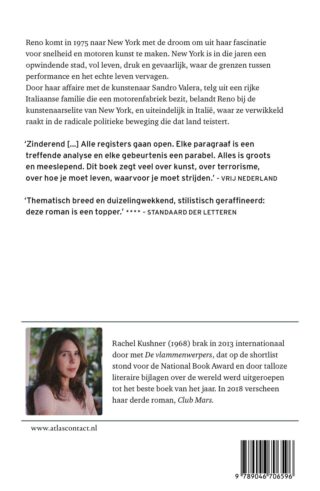 Reno komt in 1975 naar New York met de droom om uit haar fascinatie
voor snelheid en motoren kunst te maken. New York is in die jaren een
opwindende stad, vol leven, druk en gevaarlijk, waar de grenzen tussen
performance en het echte leven vervagen.
Door haar affaire met de kunstenaar Sandro Valera, telg uit een rijke
Italiaanse familie die een motorenfabriek bezit, belandt Reno bij de
kunstenaarselite van New York, en uiteindelijk in Italië, waar ze verwikkeld
raakt in de radicale politieke beweging die dat land teistert.
‘Zinderend [...] Alle registers gaan open. Elke paragraaf is een
treffende analyse en elke gebeurtenis een parabel. Alles is groots
en meeslepend. Dit boek zegt veel over kunst, over terrorisme,
over hoe je moet leven, waarvoor je moet strijden.’ - VRIJ NEDERLAND
‘Thematisch breed en duizelingwekkend, stilistisch geraffineerd:
deze roman is een topper.’ **** - STANDAARD DER LETTEREN
Rachel Kushner (1968) brak in 2013 internationaal
door met De vlammenwerpers, dat op de shortlist
stond voor de National Book Award en door talloze
literaire bijlagen over de wereld werd uitgeroepen
tot het beste boek van het jaar. In 2018 verscheen
haar derde roman, Club Mars.
www.atlascontact.nl
9 789046 706596